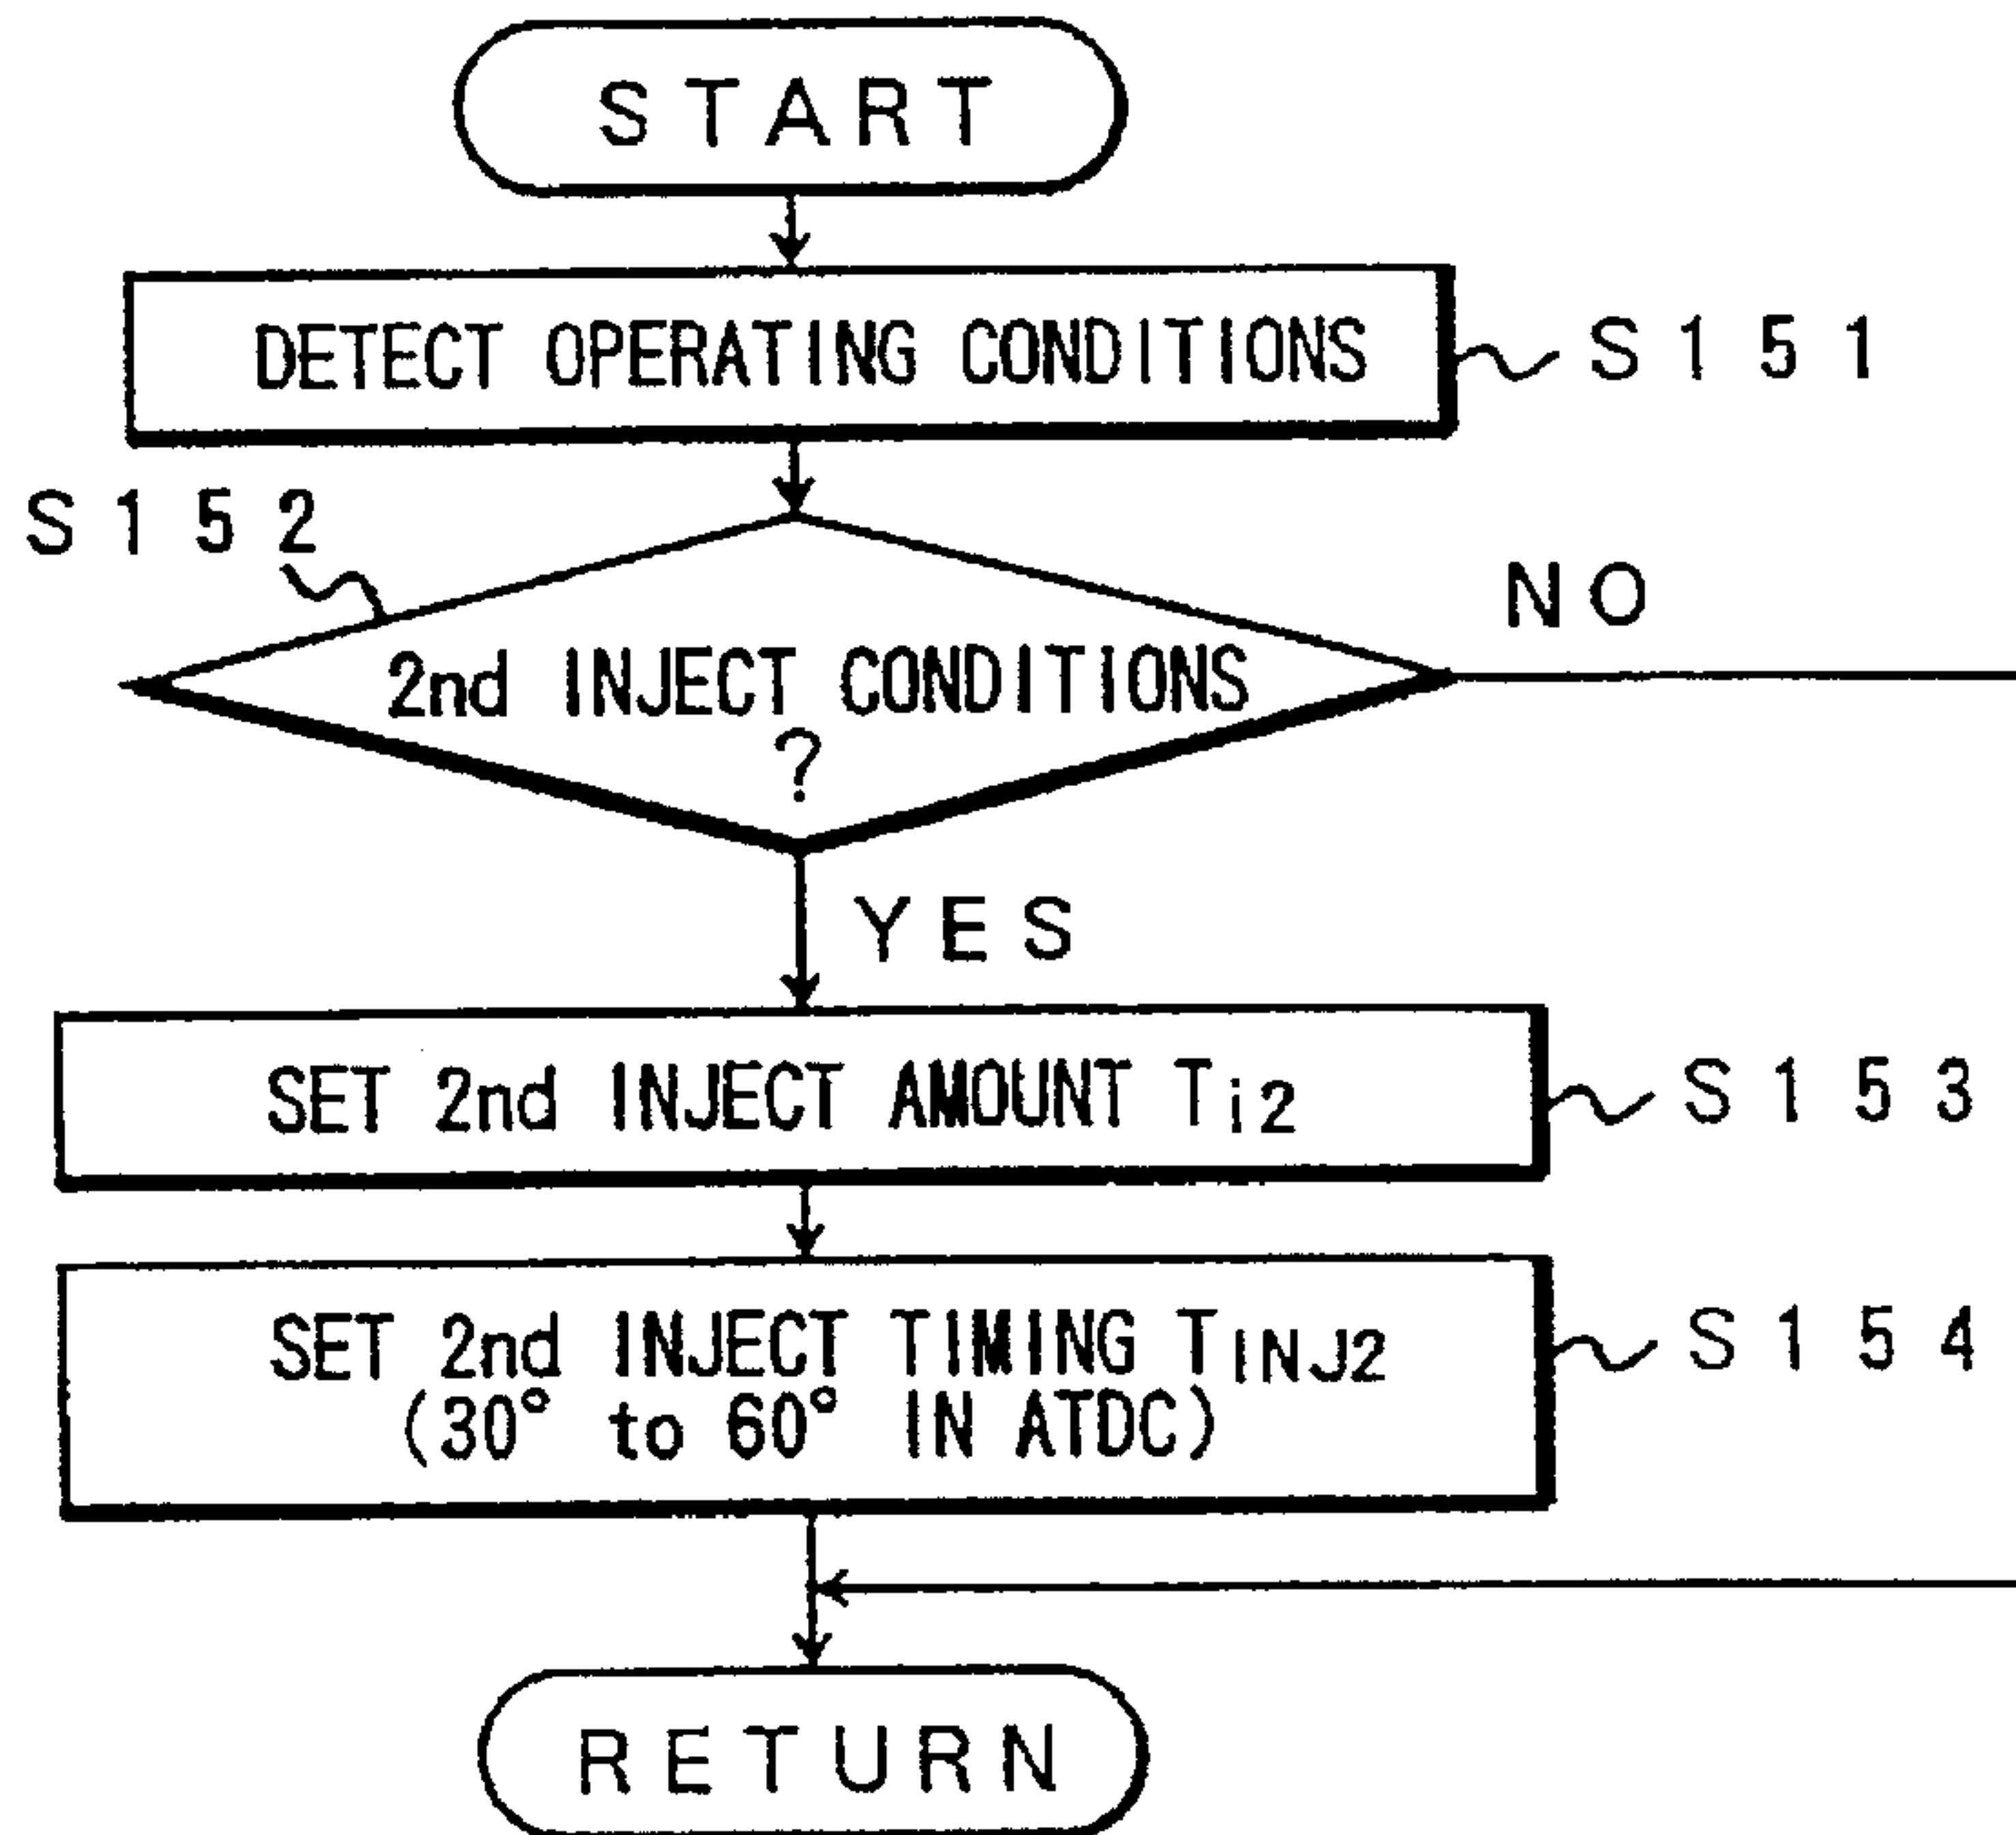 START
DETECT OPERATING CONDITIONS
S151
S152
NO
2nd INJECT CONDITIONS
?
YES
SET 2nd INJECT AMOUNT Ti2
S153
SET 2nd INJECT TIMING TINJ2
(30° to 60° IN ATDC)
S154
RETURN